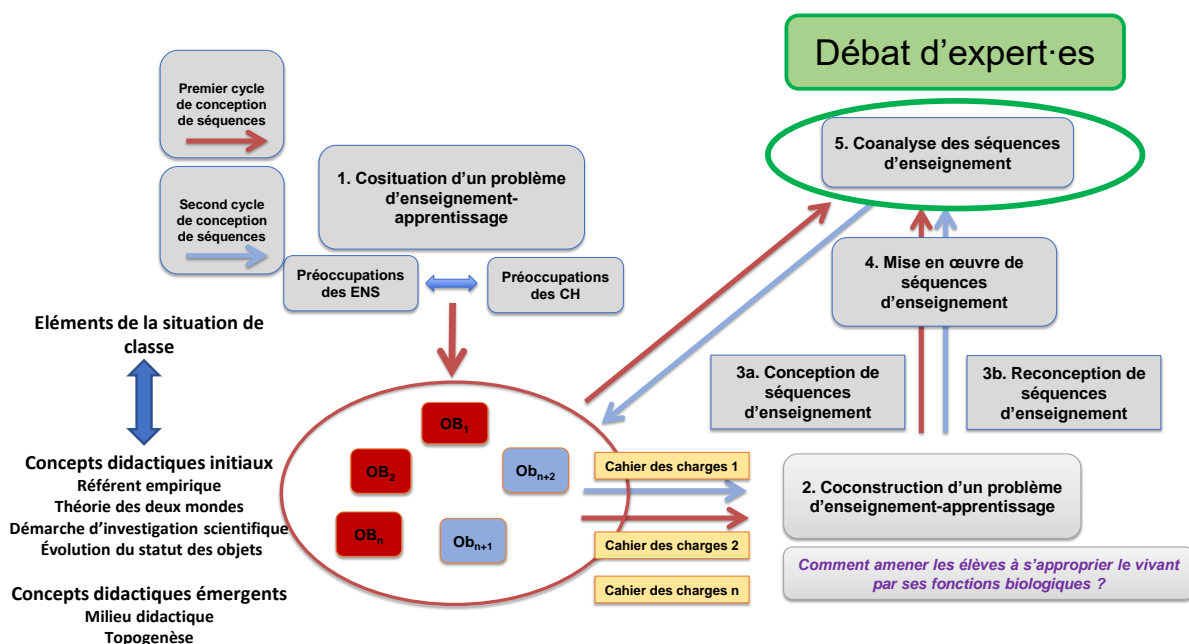 Débat d’expert·es
Premier cycle
de conception
de séquences
Second cycle
de conception
de séquences
1. Cosituation d’un problème
d’enseignement-
apprentissage
Préoccupations
des ENS
Préoccupations
des CH
5. Coanalyse des séquences
d’enseignement
4. Mise en œuvre de
séquences
d’enseignement
3a. Conception de
séquences
d’enseignement
3b. Reconception de
séquences
d’enseignement
Eléments de la situation de
classe
Concepts didactiques initiaux
Référent empirique
Théorie des deux mondes
Démarche d’investigation scientifique
Évolution du statut des objets
Concepts didactiques émergents
Milieu didactique
Topogenèse
OB1
OB2
OBn
Obn+2
Obn+1
Cahier des charges 1
Cahier des charges 2
Cahier des charges n
2. Coconstruction d’un problème
d’enseignement-apprentissage
Comment amener les élèves à s’approprier le vivant
par ses fonctions biologiques ?